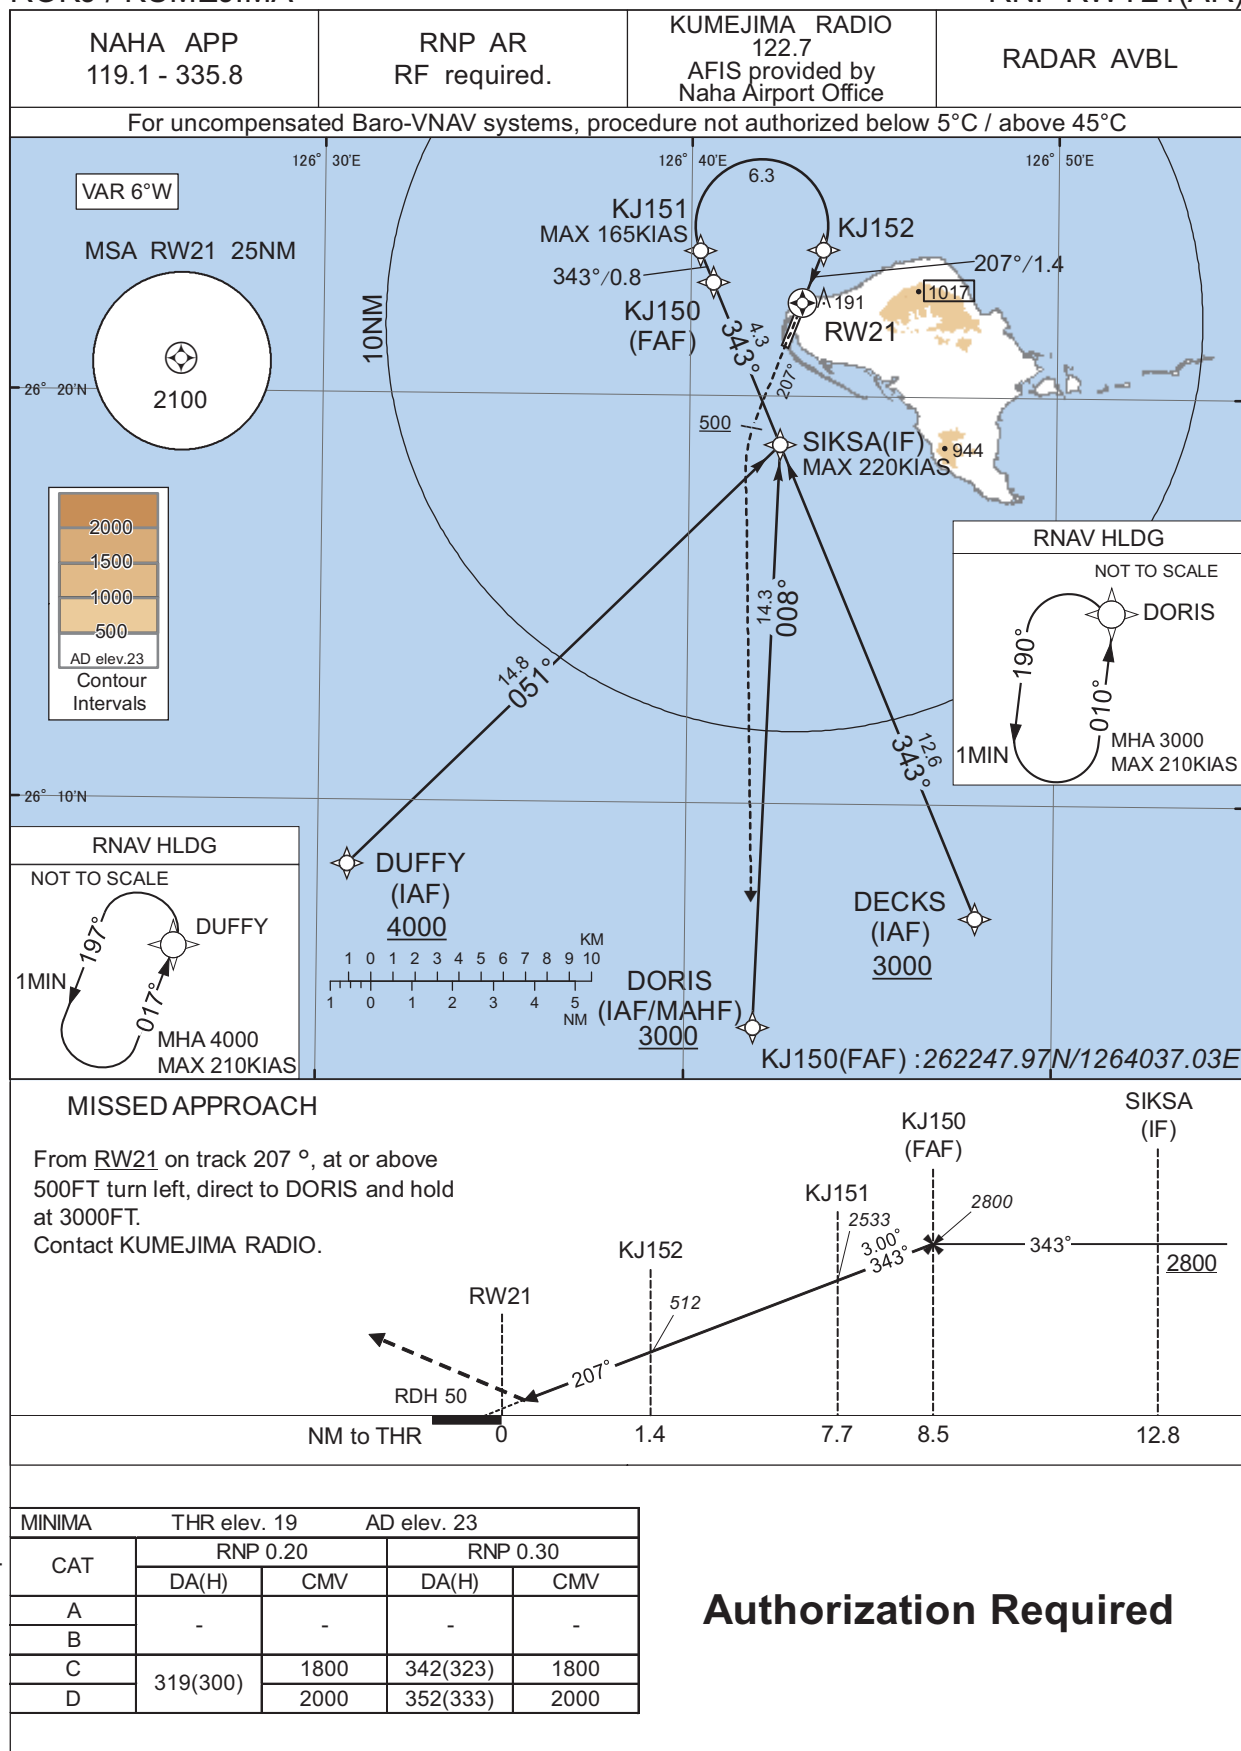 NAHA APP
119.1 - 335.8
RNP AR
RF required.
KUMEJIMA RADIO
122.7
AFIS provided by
Naha Airport Office
RADAR AVBL
For uncompensated Baro-VNAV systems, procedure not authorized below 5°C / above 45°C
126° 30'E
126° 40'E
126° 50'E
VAR 6°W
MSA RW21 25NM
2100
10NM
6.3
KJ151
MAX 165KIAS
KJ152
343°/0.8
207°/1.4
KJ150
(FAF)
191
1017
RW21
4.3
343°
207°
26° 20'N
500
SIKSA(IF)
MAX 220KIAS
944
2000
1500
1000
500
AD elev.23
Contour
Intervals
RNAV HLDG
NOT TO SCALE
DORIS
190°
010°
1MIN
MHA 3000
MAX 210KIAS
14.8
051°
14.3
008°
12.6
343°
26° 10'N
RNAV HLDG
NOT TO SCALE
DUFFY
197°
017°
1MIN
MHA 4000
MAX 210KIAS
DUFFY
(IAF)
4000
DECKS
(IAF)
3000
KM
1 0 1 2 3 4 5 6 7 8 9 10
1 0 1 2 3 4 5
NM
DORIS
(IAF/MAHF)
3000
KJ150(FAF) :262247.97N/1264037.03E
MISSED APPROACH
From RW21 on track 207 °, at or above
500FT turn left, direct to DORIS and hold
at 3000FT.
Contact KUMEJIMA RADIO.
SIKSA
(IF)
KJ150
(FAF)
KJ151
2533
2800
3.00°
343°
343°
2800
KJ152
512
RW21
207°
RDH 50
NM to THR 0 1.4 7.7 8.5 12.8
MINIMA THR elev. 19 AD elev. 23
CAT RNP 0.20 RNP 0.30
DA(H) CMV DA(H) CMV
A - - - -
B
C 319(300) 1800 342(323) 1800
D 2000 352(333) 2000
Authorization Required